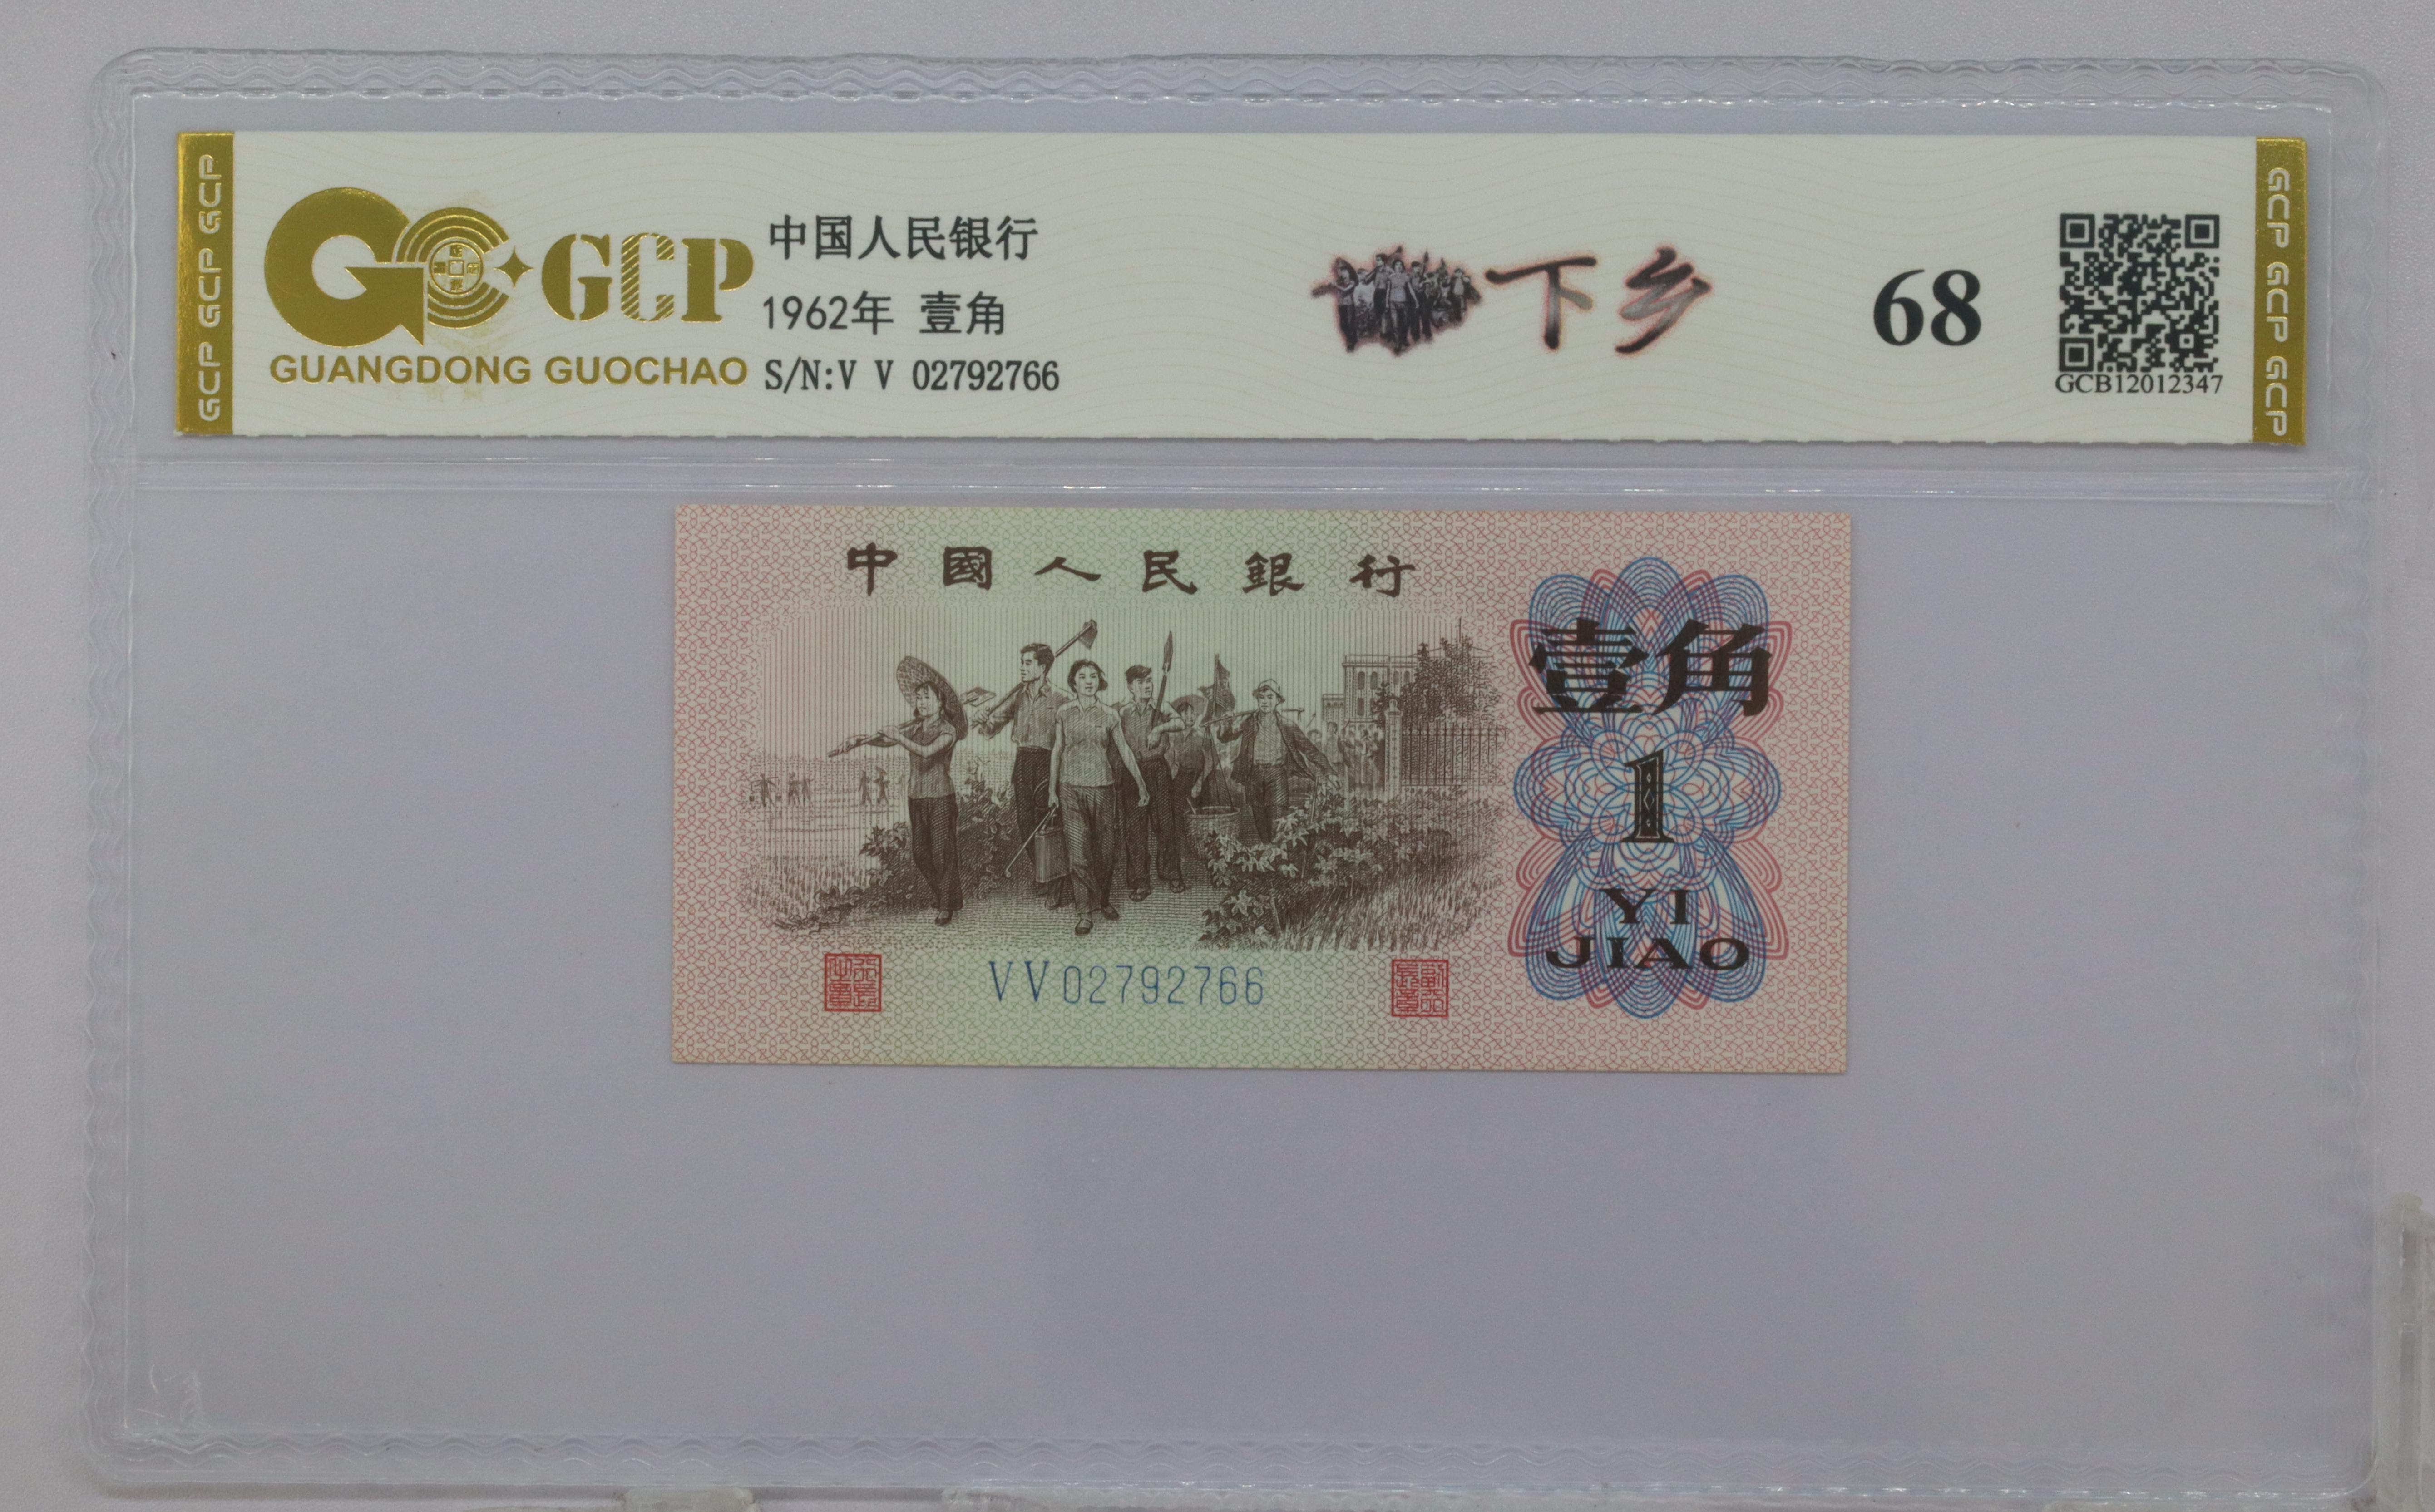 GCP GCP GCP
GCP
GUANGDONG GUOCHAO
中国人民银行
1962年 壹角
S/N:V V 02792766
下乡
68
GCB12012347
GCP GCP GCP
中國人民銀行
壹角
1
YI
JIAO
VV02792766